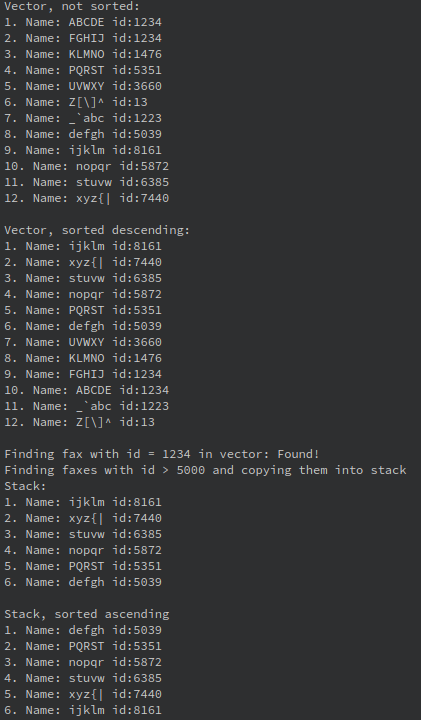 Vector, not sorted:
1. Name: ABCDE id:1234
2. Name: FGHIJ id:1234
3. Name: KLMNO id:1476
4. Name: PQRST id:5351
5. Name: UVWXY id:3660
6. Name: Z[\]^ id:13
7. Name: _`abc id:1223
8. Name: defgh id:5039
9. Name: ijklm id:8161
10. Name: nopqr id:5872
11. Name: stuvw id:6385
12. Name: xyz{| id:7440

Vector, sorted descending:
1. Name: ijklm id:8161
2. Name: xyz{| id:7440
3. Name: stuvw id:6385
4. Name: nopqr id:5872
5. Name: PQRST id:5351
6. Name: defgh id:5039
7. Name: UVWXY id:3660
8. Name: KLMNO id:1476
9. Name: FGHIJ id:1234
10. Name: ABCDE id:1234
11. Name: _`abc id:1223
12. Name: Z[\]^ id:13

Finding fax with id = 1234 in vector: Found!
Finding faxes with id > 5000 and copying them into stack
Stack:
1. Name: ijklm id:8161
2. Name: xyz{| id:7440
3. Name: stuvw id:6385
4. Name: nopqr id:5872
5. Name: PQRST id:5351
6. Name: defgh id:5039

Stack, sorted ascending
1. Name: defgh id:5039
2. Name: PQRST id:5351
3. Name: nopqr id:5872
4. Name: stuvw id:6385
5. Name: xyz{| id:7440
6. Name: ijklm id:8161